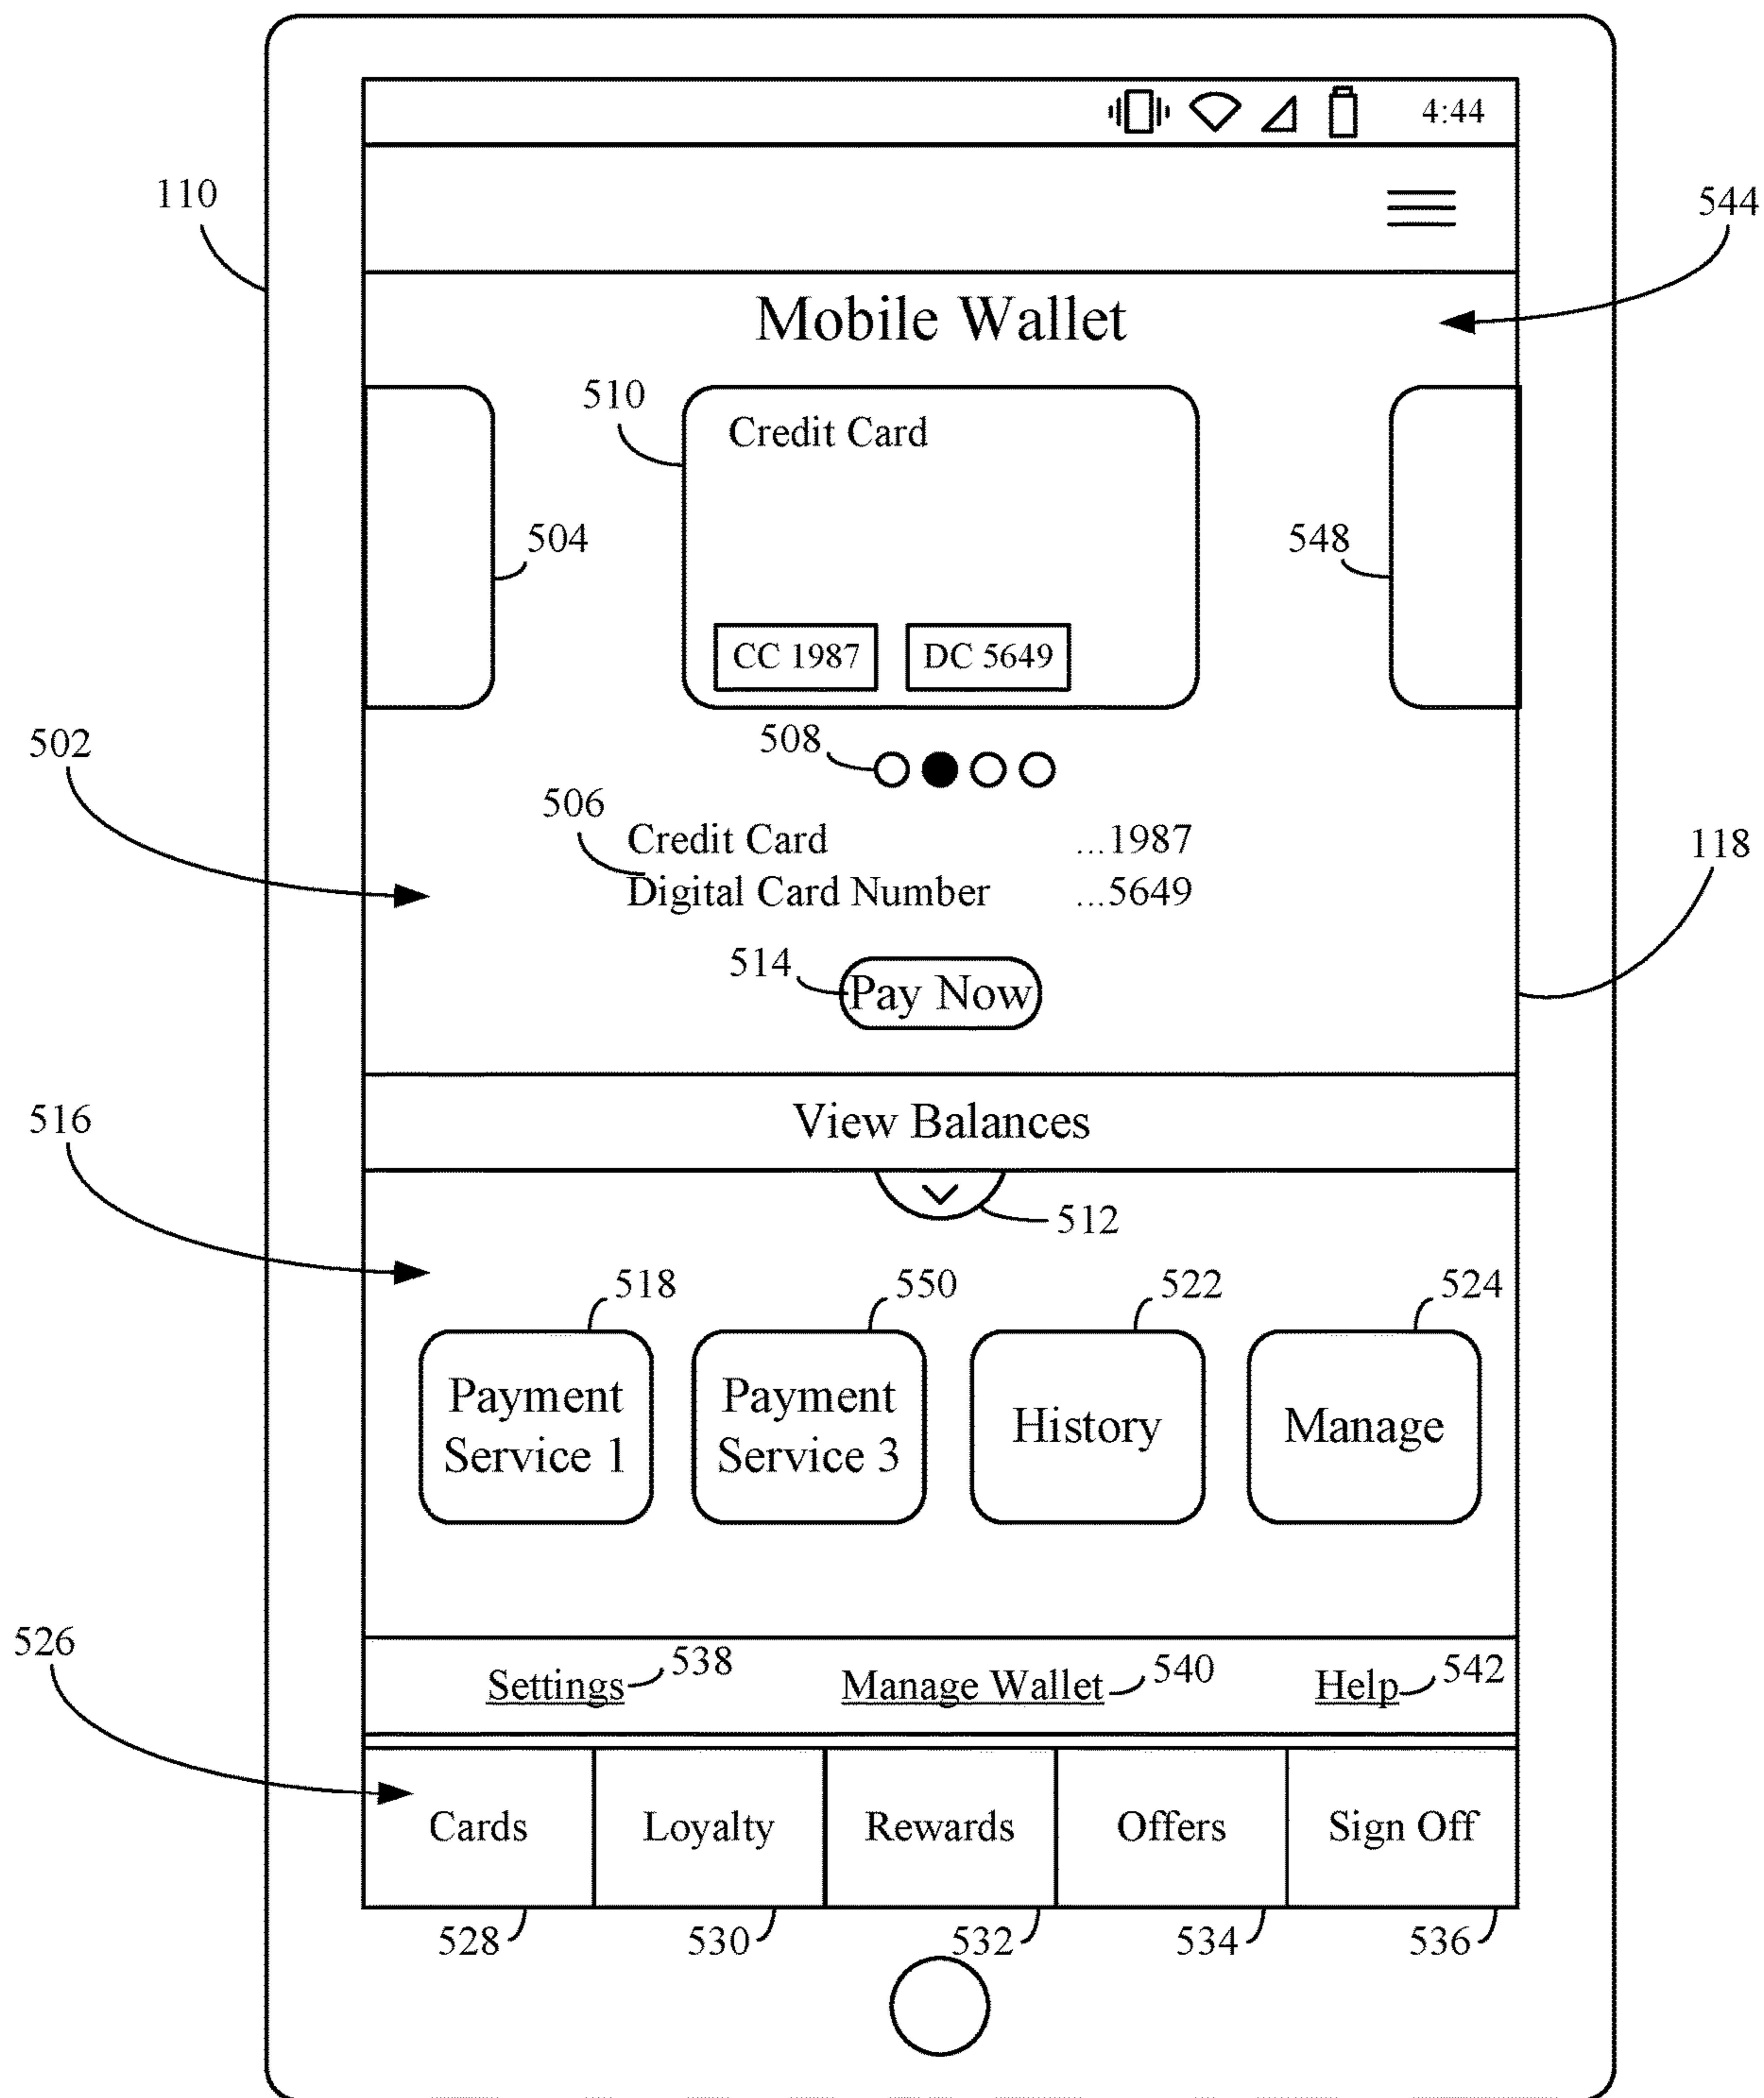 4:44
110
544
Mobile Wallet
510
Credit Card
504
548
CC 1987 DC 5649
502
508
506
Credit Card ...1987
118
Digital Card Number ...5649
514
Pay Now
516
View Balances
512
518 550 522 524
Payment Service 1
Payment Service 3
History
Manage
526
Settings 538 Manage Wallet 540 Help 542
Cards Loyalty Rewards Offers Sign Off
528 530 532 534 536